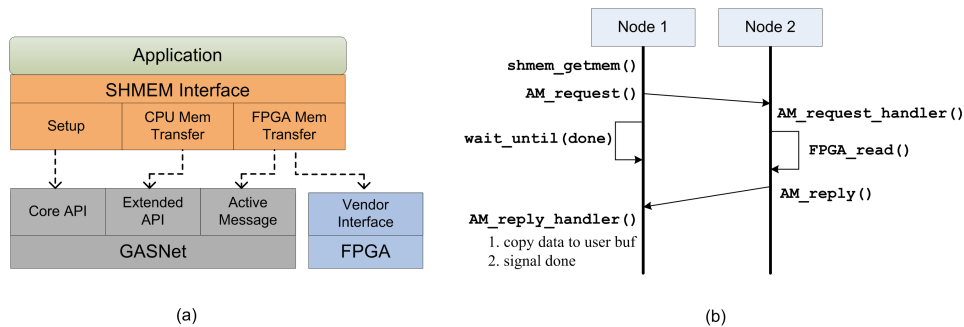 Application
SHMEM Interface
Setup
CPU Mem
Transfer
FPGA Mem
Transfer
Core API
Extended
API
Active
Message
GASNet
Vendor
Interface
FPGA
(a)
Node 1
Node 2
shmem_getmem()
AM_request()
AM_request_handler()
wait_until(done)
FPGA_read()
AM_reply()
AM_reply_handler()
1. copy data to user buf
2. signal done
(b)